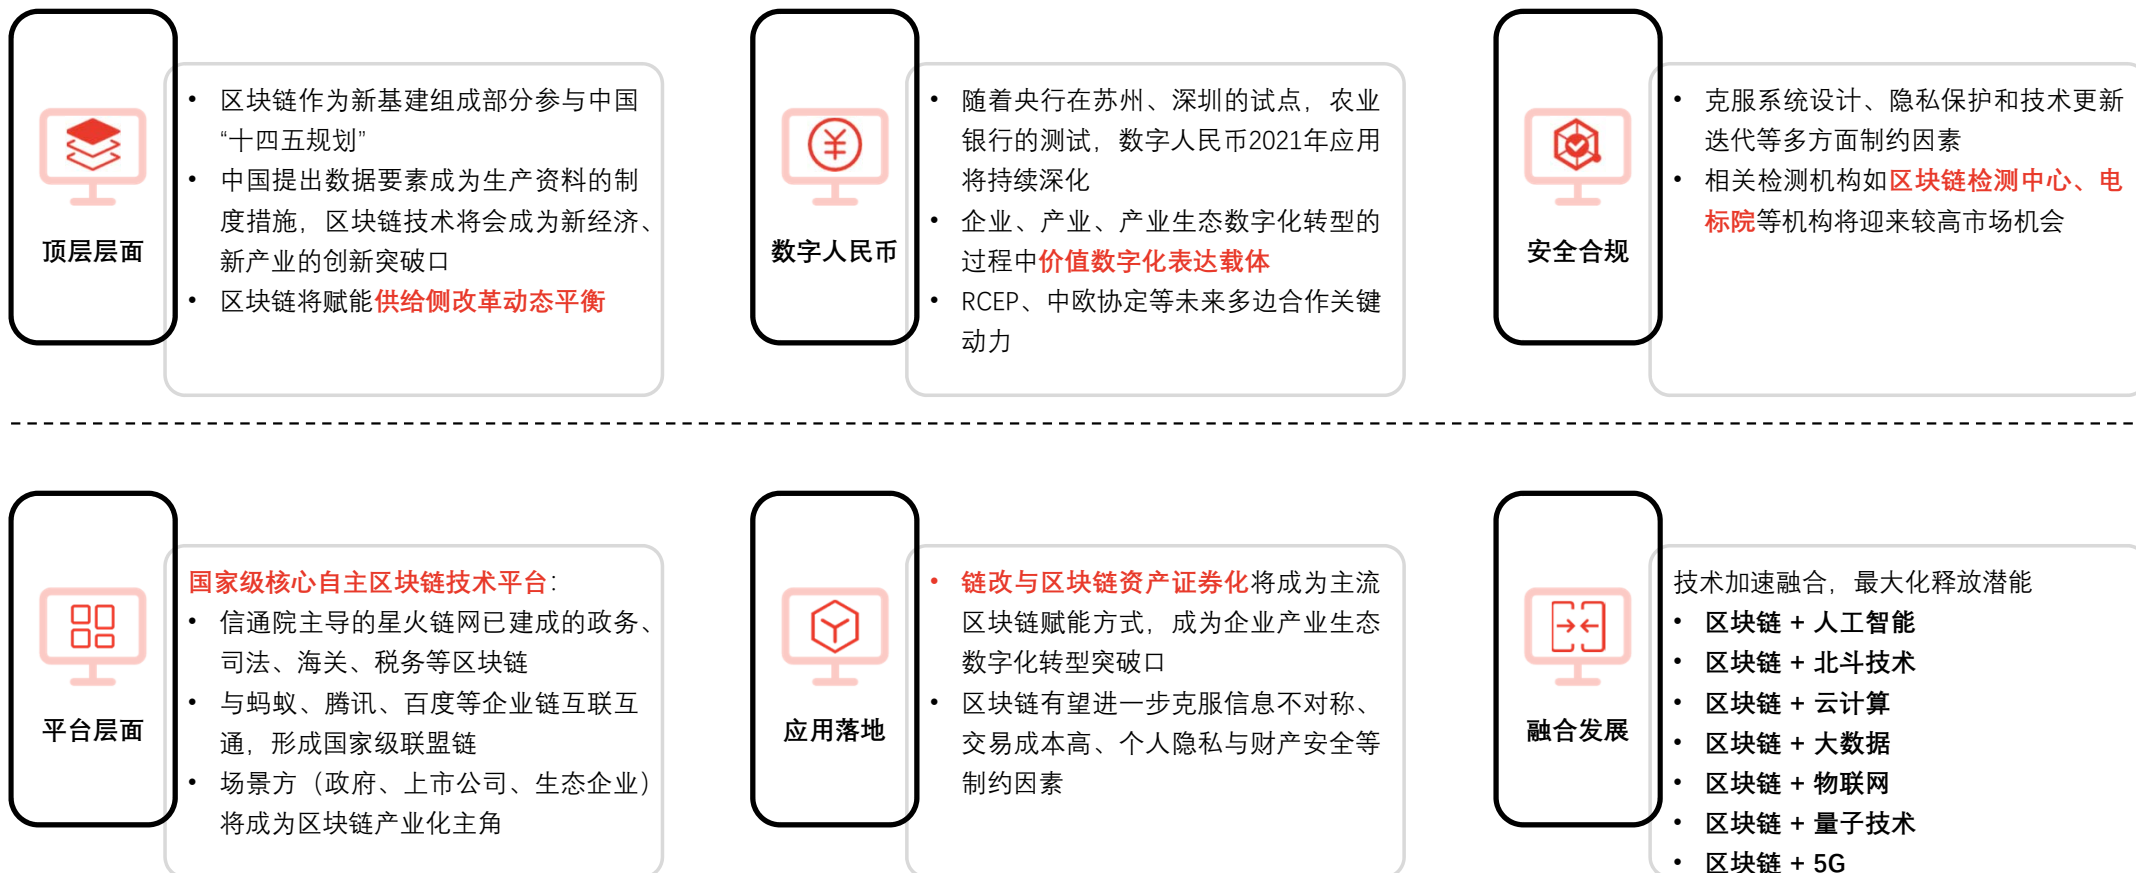 顶层层面
• 区块链作为新基建组成部分参与中国
“十四五规划”
• 中国提出数据要素成为生产资料的制
度措施，区块链技术将会成为新经济、
新产业的创新突破口
• 区块链将赋能供给侧改革动态平衡
数字人民币
• 随着央行在苏州、深圳的试点，农业
银行的测试，数字人民币2021年应用
将持续深化
• 企业、产业、产业生态数字化转型的
过程中价值数字化表达载体
• RCEP、中欧协定等未来多边合作关键
动力
安全合规
• 克服系统设计、隐私保护和技术更新
迭代等多方面制约因素
• 相关检测机构如区块链检测中心、电
标院等机构将迎来较高市场机会
平台层面
国家级核心自主区块链技术平台：
• 信通院主导的星火链网已建成的政务、
司法、海关、税务等区块链
• 与蚂蚁、腾讯、百度等企业链互联互
通，形成国家级联盟链
• 场景方（政府、上市公司、生态企业）
将成为区块链产业化主角
应用落地
• 链改与区块链资产证券化将成为主流
区块链赋能方式，成为企业产业生态
数字化转型突破口
• 区块链有望进一步克服信息不对称、
交易成本高、个人隐私与财产安全等
制约因素
融合发展
技术加速融合，最大化释放潜能
• 区块链 + 人工智能
• 区块链 + 北斗技术
• 区块链 + 云计算
• 区块链 + 大数据
• 区块链 + 物联网
• 区块链 + 量子技术
• 区块链 + 5G